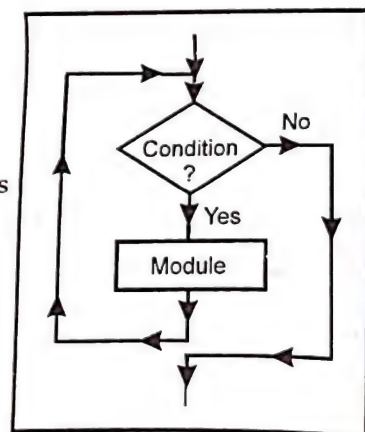 No
Condition
?
s
Yes
Module